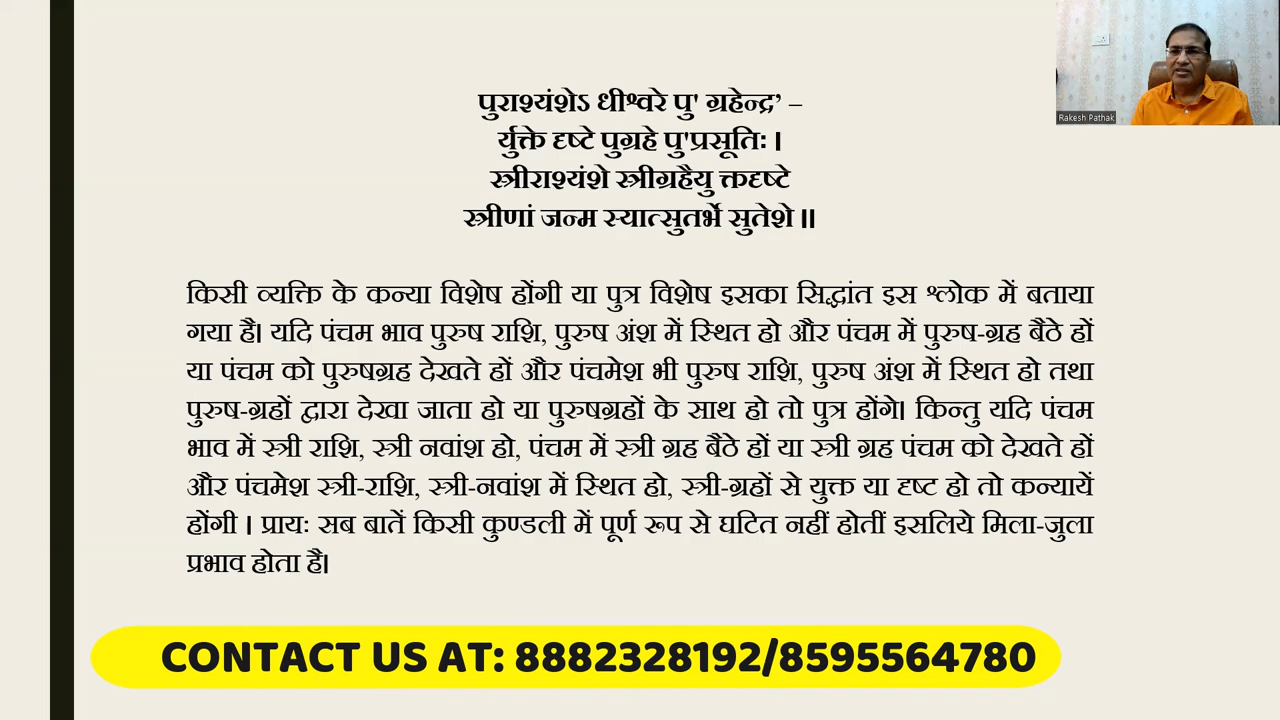 पुराश्यंशेऽ धीश्वरे पु' ग्रहेन्द्र’ –
र्युक्ते दृष्टे पुग्रहे पु'प्रसूतिः ।
स्त्रीराश्यंशे स्त्रीग्रहैयु क्तदृष्टे
स्त्रीणां जन्म स्यात्सुतर्भे सुतेशे ॥
किसी व्यक्ति के कन्या विशेष होंगी या पुत्र विशेष इसका सिद्धांत इस श्लोक में बताया
गया है। यदि पंचम भाव पुरुष राशि, पुरुष अंश में स्थित हो और पंचम में पुरुष-ग्रह बैठे हों
या पंचम को पुरुषग्रह देखते हों और पंचमेश भी पुरुष राशि, पुरुष अंश में स्थित हो तथा
पुरुष-ग्रहों द्वारा देखा जाता हो या पुरुषग्रहों के साथ हो तो पुत्र होंगे। किन्तु यदि पंचम
भाव में स्त्री राशि, स्त्री नवांश हो, पंचम में स्त्री ग्रह बैठे हों या स्त्री ग्रह पंचम को देखते हों
और पंचमेश स्त्री-राशि, स्त्री-नवांश में स्थित हो, स्त्री-ग्रहों से युक्त या दृष्ट हो तो कन्यायें
होंगी । प्रायः सब बातें किसी कुण्डली में पूर्ण रूप से घटित नहीं होतीं इसलिये मिला-जुला
प्रभाव होता है।
CONTACT US AT: 8882328192/8595564780
Rakesh Pathak